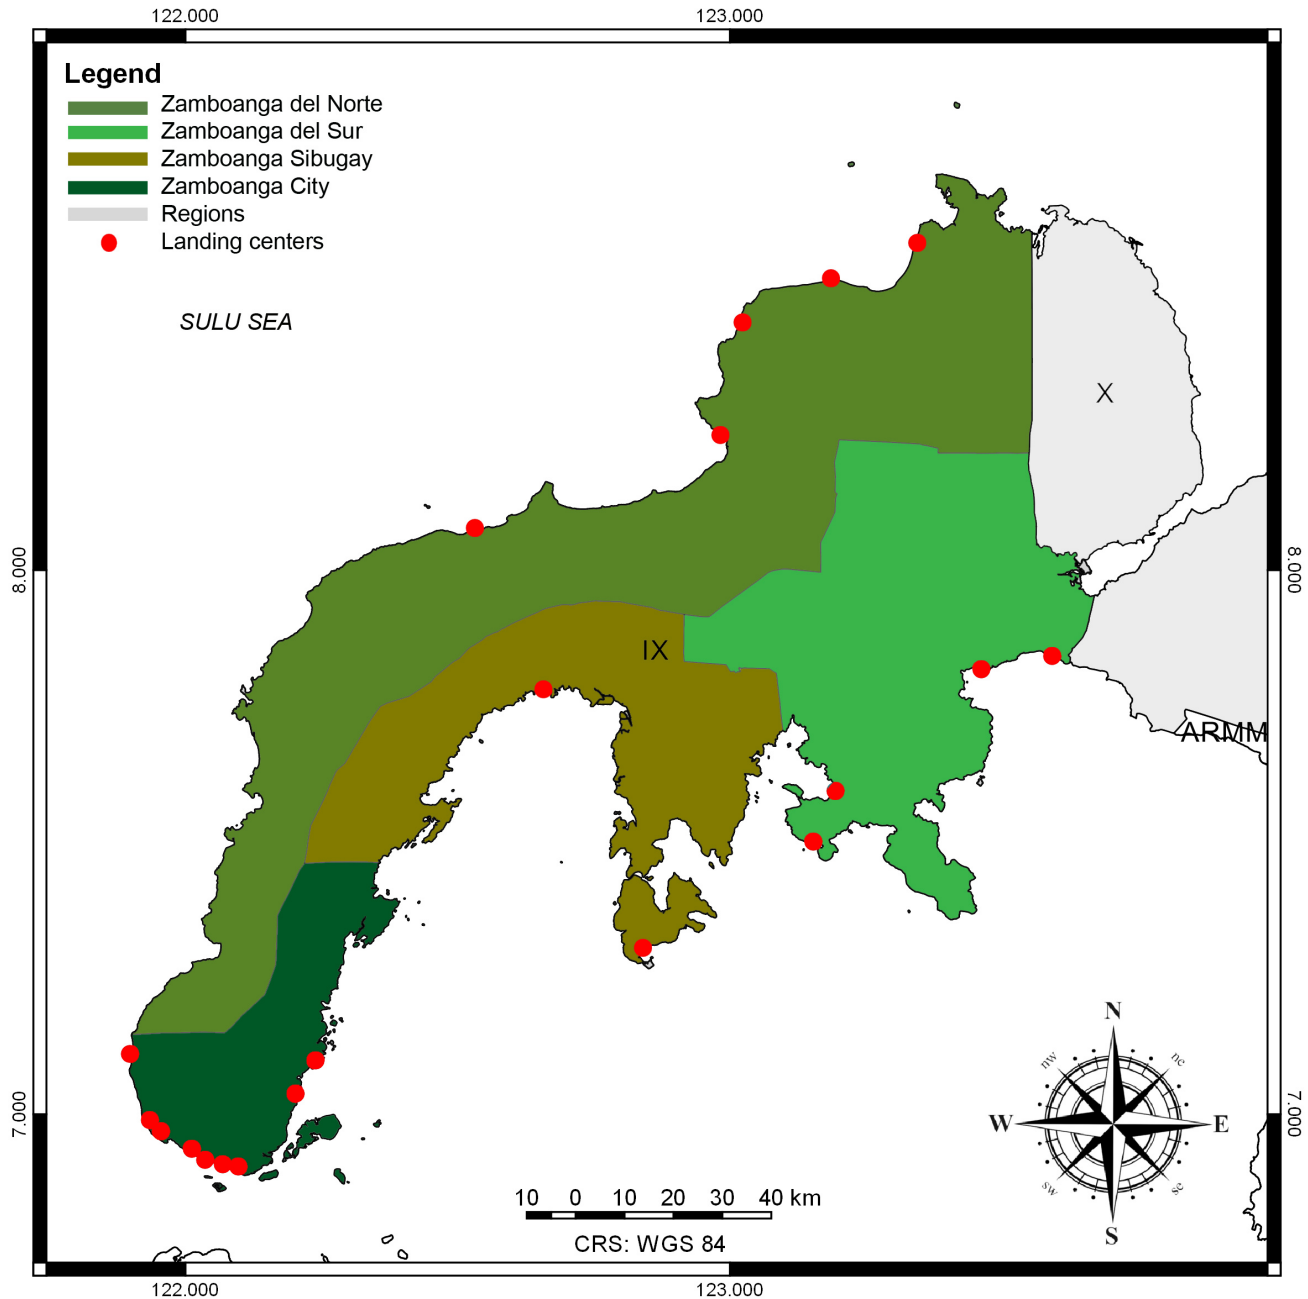 122.000 123.000
Legend
Zamboanga del Norte
Zamboanga del Sur
Zamboanga Sibugay
Zamboanga City
Regions
Landing centers
SULU SEA
X
8.000 8.000
IX
ARMM
N
nw ne
7.000 W E 7.000
sw se
S
10 0 10 20 30 40 km
CRS: WGS 84
122.000 123.000